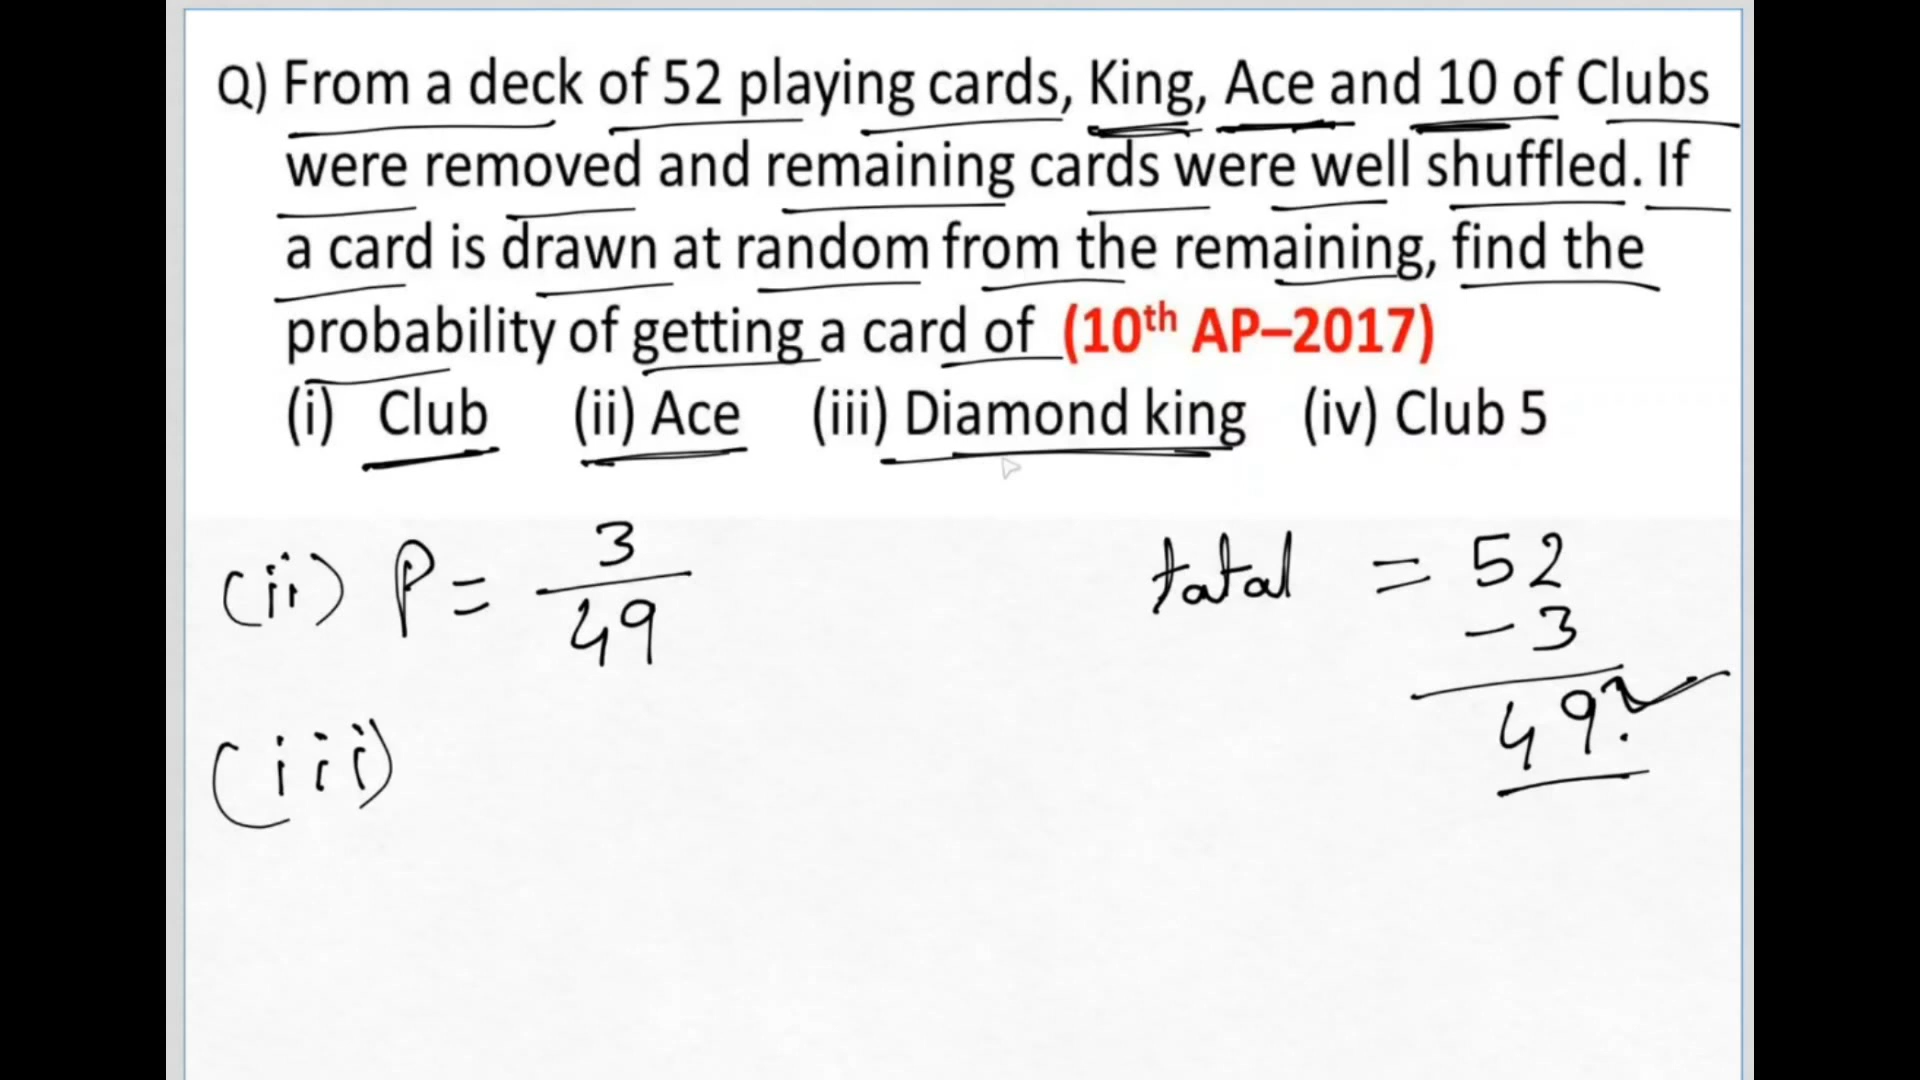 Q) From a deck of 52 playing cards, King, Ace and 10 of Clubs
were removed and remaining cards were well shuffled. If
a card is drawn at random from the remaining, find the
probability of getting a card of (10th AP–2017)
(i) Club (ii) Ace (iii) Diamond king (iv) Club 5
(ii) P = 3/49
total = 52
- 3
49
(iii)